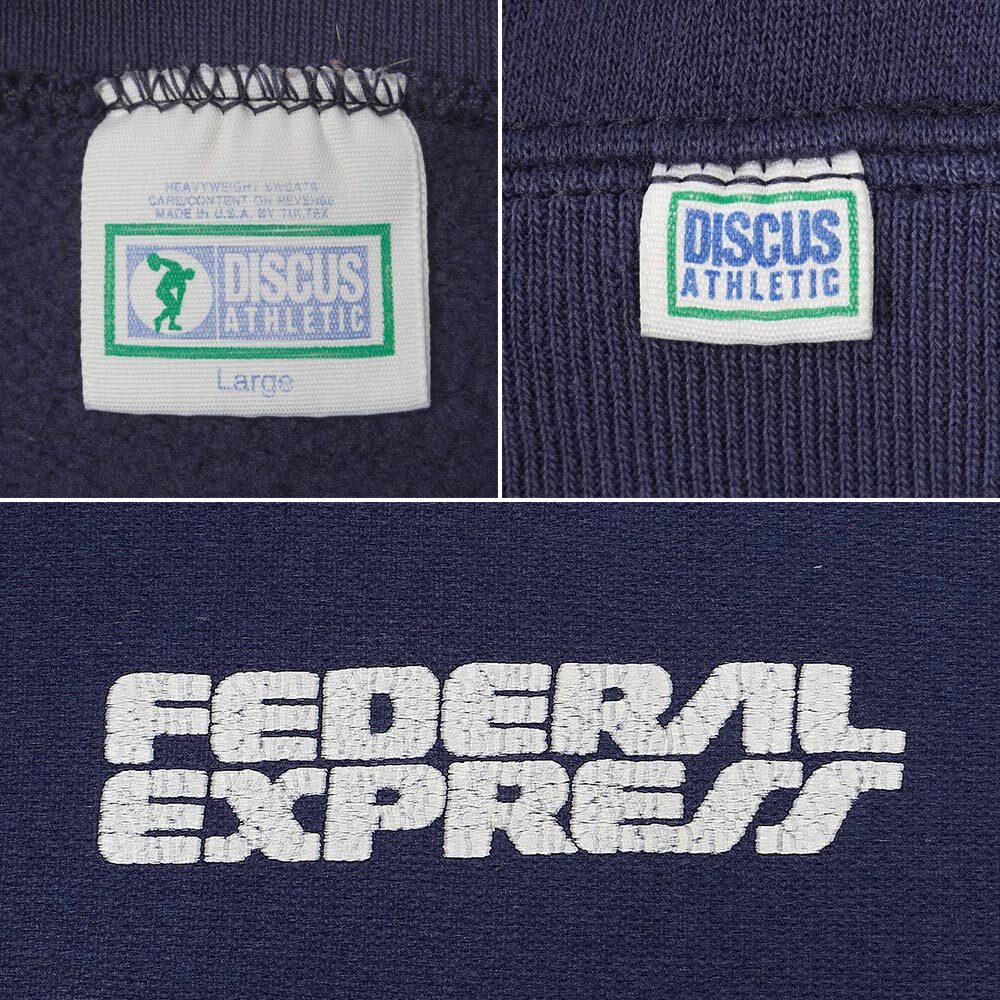 HEAVYWEIGHT SWEATS
CARE/CONTENT ON REVERSE
MADE IN U.S.A. BY TULTEX
DISCUS
ATHLETIC
Large
DISCUS
ATHLETIC
FEDERAL
EXPRESS